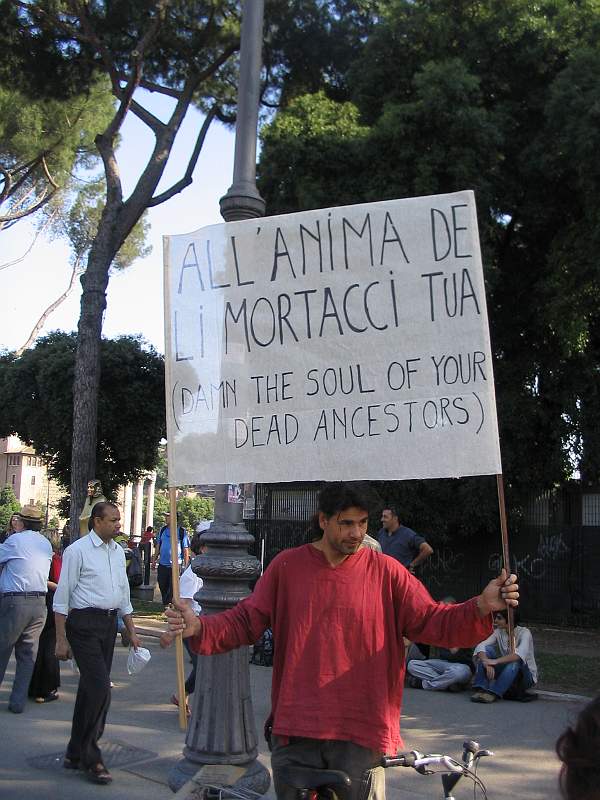 ALL'ANIMA DE
LI MORTACCI TUA
(DAMN THE SOUL OF YOUR
DEAD ANCESTORS)